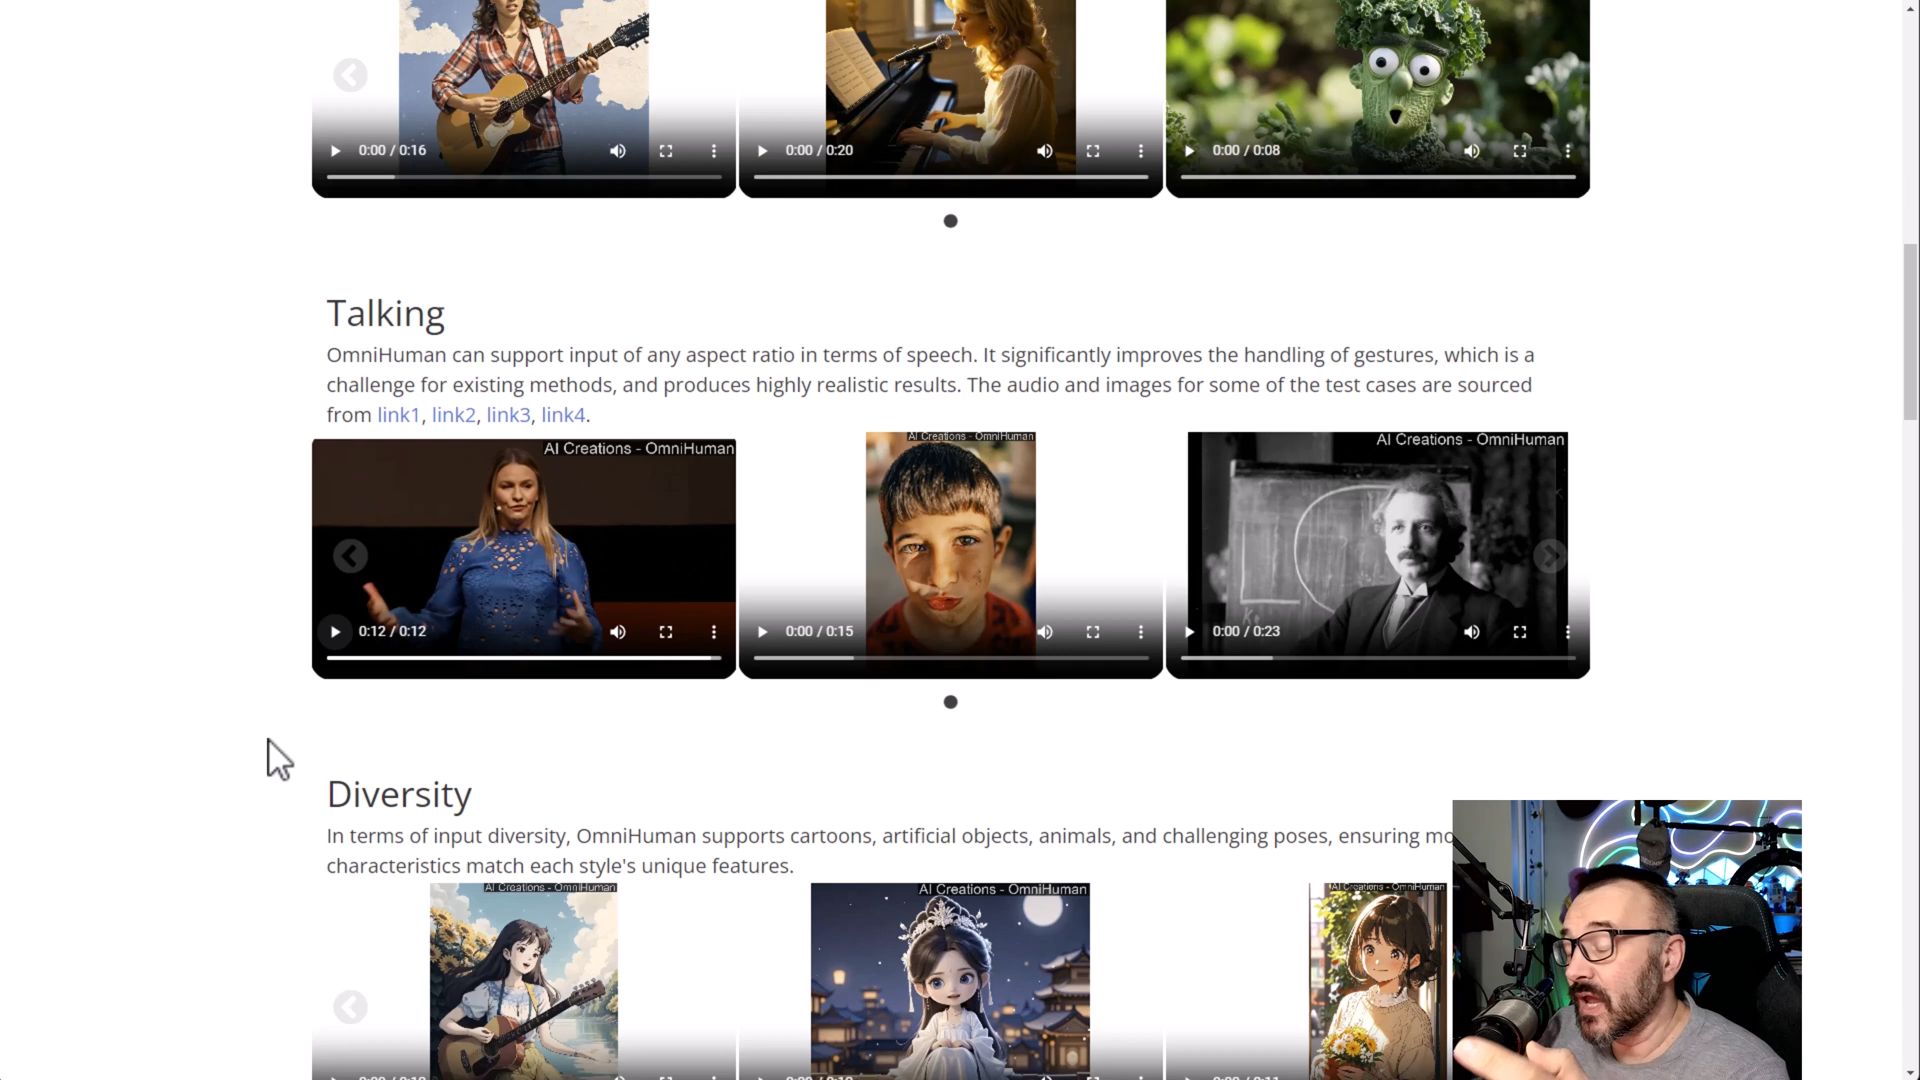 0:00 / 0:16
0:00 / 0:20
0:00 / 0:08
Talking
OmniHuman can support input of any aspect ratio in terms of speech. It significantly improves the handling of gestures, which is a
challenge for existing methods, and produces highly realistic results. The audio and images for some of the test cases are sourced
from link1, link2, link3, link4.
AI Creations - OmniHuman
AI Creations - OmniHuman
AI Creations - OmniHuman
0:12 / 0:12
0:00 / 0:15
0:00 / 0:23
Diversity
In terms of input diversity, OmniHuman supports cartoons, artificial objects, animals, and challenging poses, ensuring mo
characteristics match each style's unique features.
AI Creations - OmniHuman
AI Creations - OmniHuman
AI Creations - OmniHuman